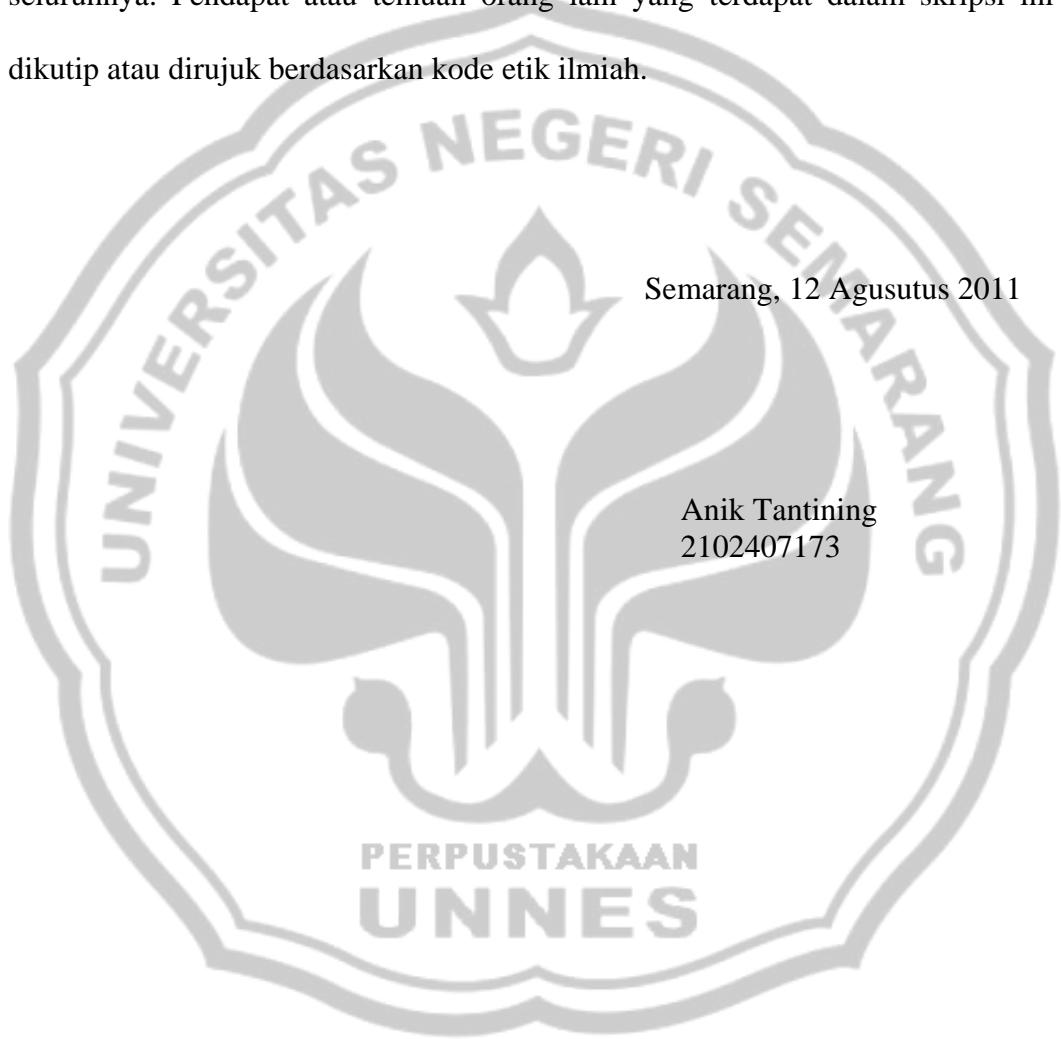 seluruhnya. Pendapat atau temuan orang lain yang terdapat dalam skripsi ini
dikutip atau dirujuk berdasarkan kode etik ilmiah.
UNIVERSITAS NEGERI SEMARANG
Semarang, 12 Agusutus 2011
Anik Tantining
2102407173
PERPUSTAKAAN
UNNES